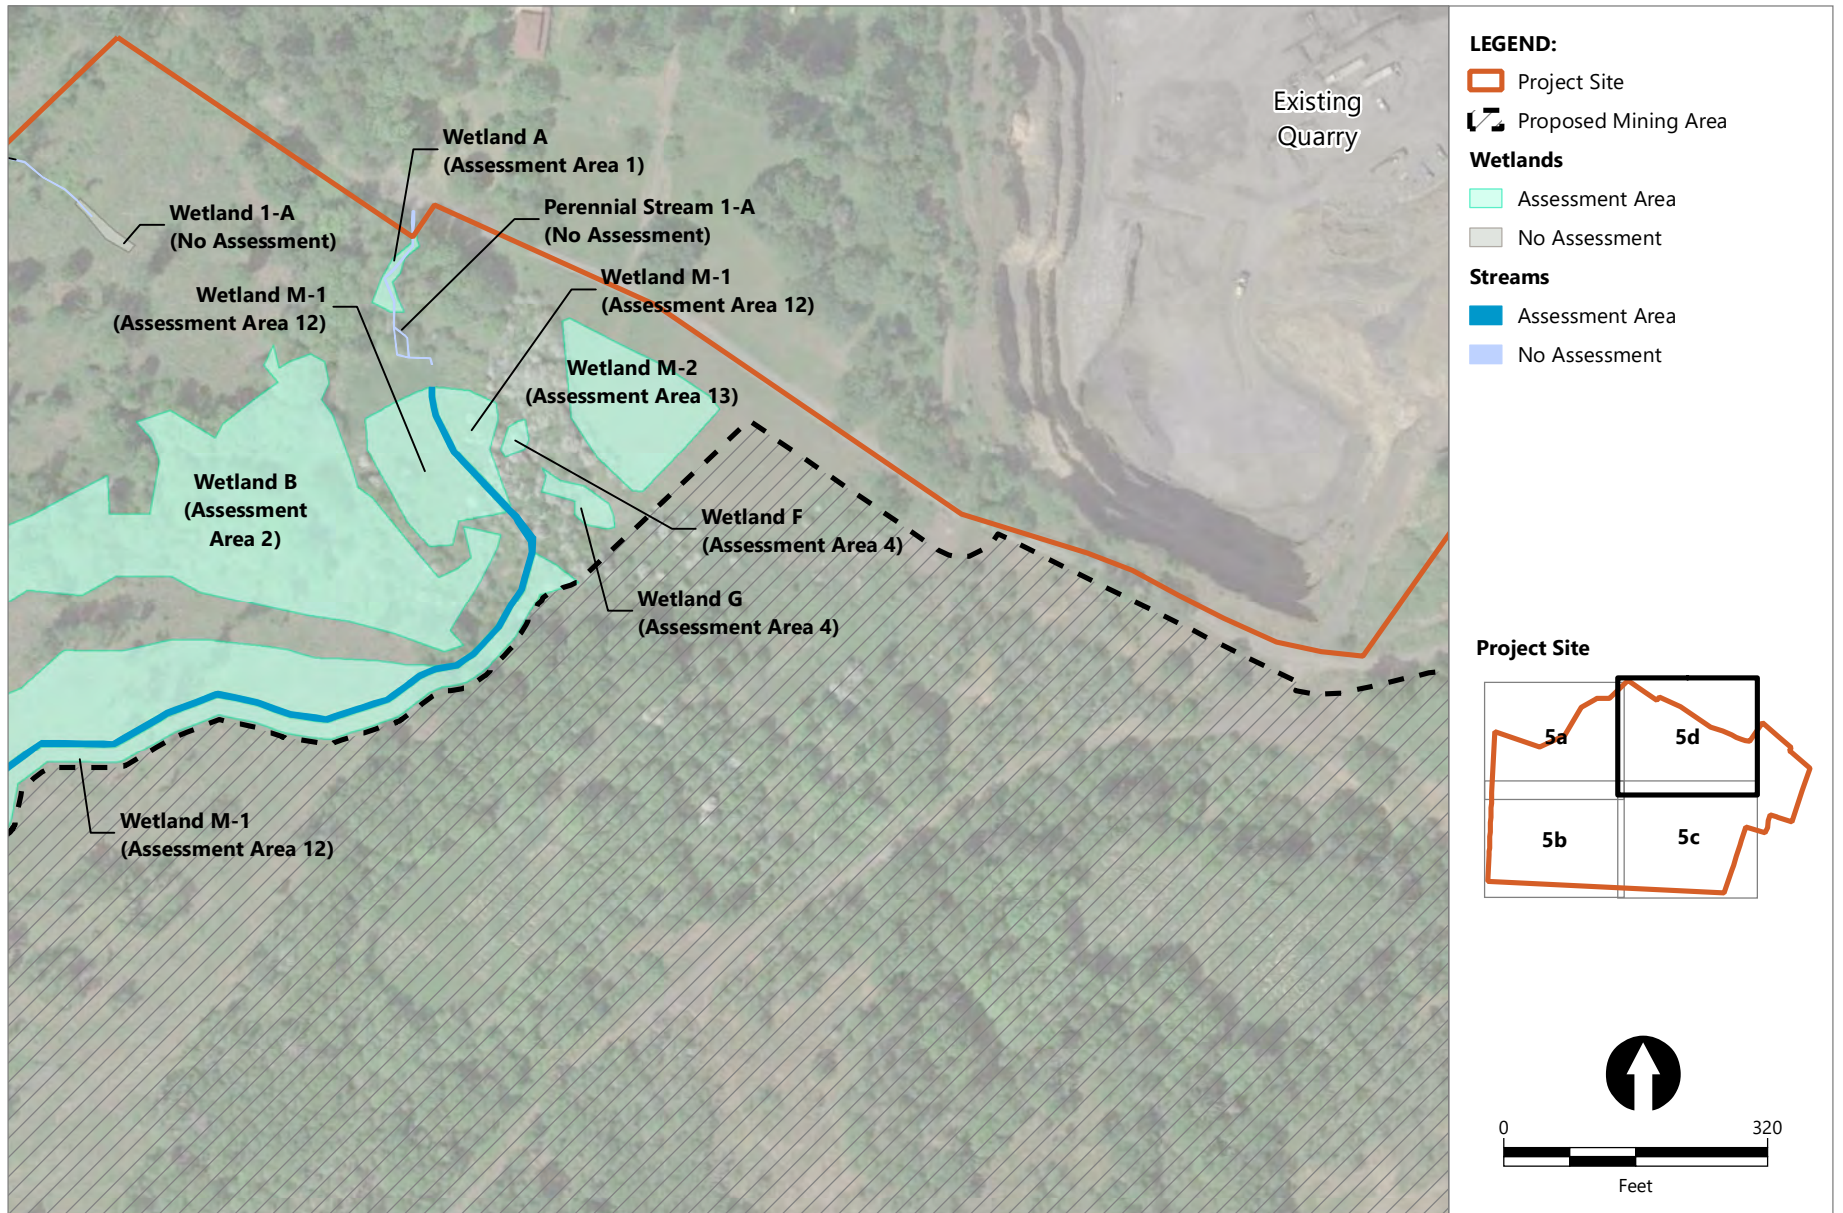 Existing
Quarry
Wetland A
(Assessment Area 1)
Wetland 1-A
(No Assessment)
Perennial Stream 1-A
(No Assessment)
Wetland M-1
(Assessment Area 12)
Wetland M-1
(Assessment Area 12)
Wetland M-2
(Assessment Area 13)
Wetland B
(Assessment
Area 2)
Wetland F
(Assessment Area 4)
Wetland G
(Assessment Area 4)
Wetland M-1
(Assessment Area 12)
LEGEND:
Project Site
Proposed Mining Area
Wetlands
Assessment Area
No Assessment
Streams
Assessment Area
No Assessment
Project Site
5a
5d
5b
5c
0
320
Feet